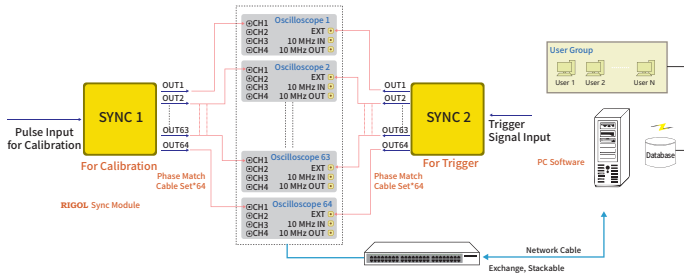 Oscilloscope 1
CH1
CH2
CH3
CH4
EXT
10 MHz IN
10 MHz OUT
Oscilloscope 2
CH1
CH2
CH3
CH4
EXT
10 MHz IN
10 MHz OUT
Oscilloscope 63
CH1
CH2
CH3
CH4
EXT
10 MHz IN
10 MHz OUT
Oscilloscope 64
CH1
CH2
CH3
CH4
EXT
10 MHz IN
10 MHz OUT
SYNC 1
OUT1
OUT2
OUT63
OUT64
Pulse Input
for Calibration
For Calibration
Phase Match
Cable Set*64
RIGOL Sync Module
SYNC 2
OUT1
OUT2
OUT63
OUT64
Trigger
Signal Input
For Trigger
Phase Match
Cable Set*64
User Group
User 1
User 2
User N
PC Software
Database
Network Cable
Exchange, Stackable